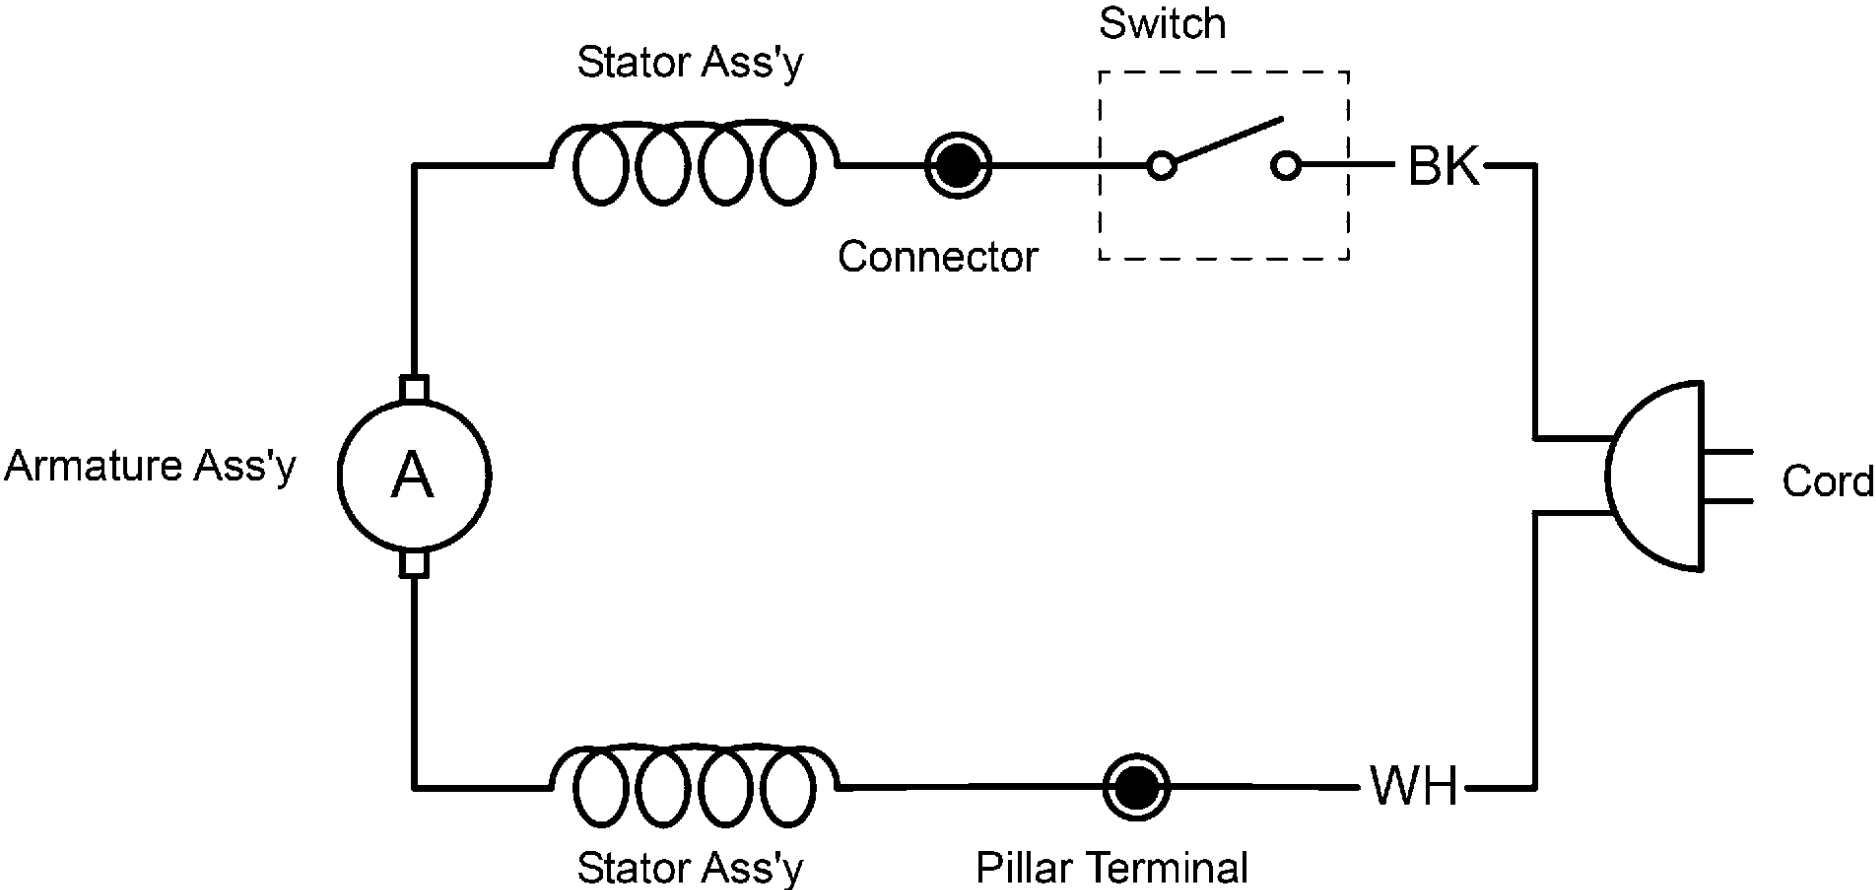 Switch
Stator Ass'y
BK
Connector
Armature Ass'y
A
Cord
WH
Stator Ass'y
Pillar Terminal